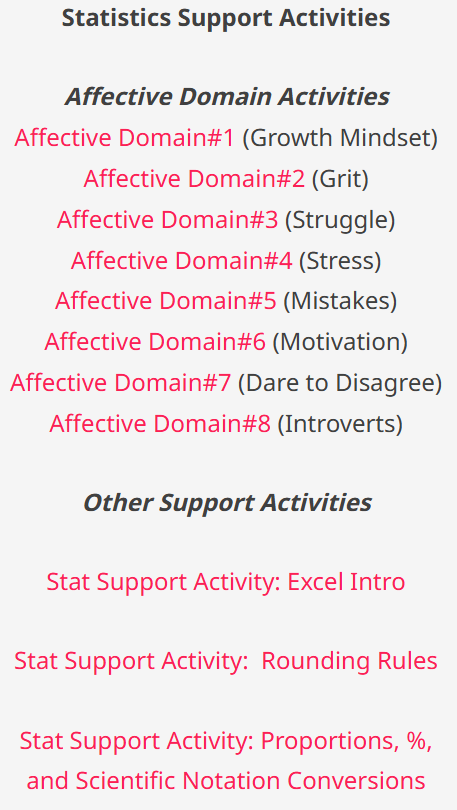 Statistics Support Activities
Affective Domain Activities
Affective Domain#1 (Growth Mindset)
Affective Domain#2 (Grit)
Affective Domain#3 (Struggle)
Affective Domain#4 (Stress)
Affective Domain#5 (Mistakes)
Affective Domain#6 (Motivation)
Affective Domain#7 (Dare to Disagree)
Affective Domain#8 (Introverts)
Other Support Activities
Stat Support Activity: Excel Intro
Stat Support Activity:  Rounding Rules
Stat Support Activity: Proportions, %,
and Scientific Notation Conversions